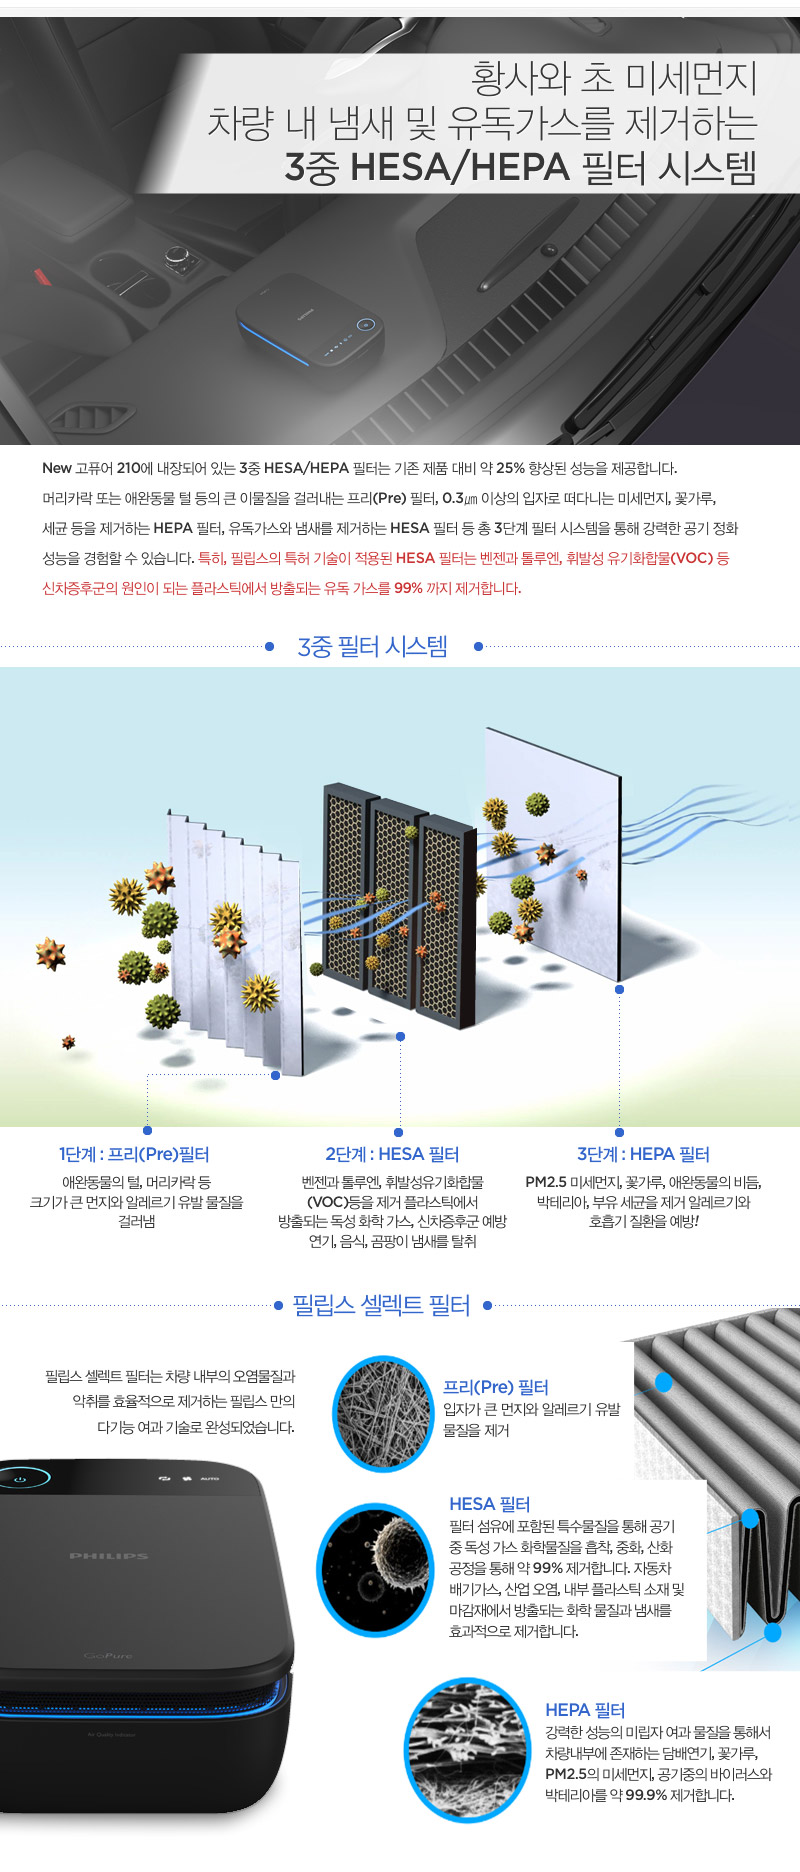 황사와 초 미세먼지
차량 내 냄새 및 유독가스를 제거하는
3중 HESA/HEPA 필터 시스템
New 고퓨어 210에 내장되어 있는 3중 HESA/HEPA 필터는 기존 제품 대비 약 25% 향상된 성능을 제공합니다.
머리카락 또는 애완동물 털 등의 큰 이물질을 걸러내는 프리(Pre) 필터, 0.3㎛ 이상의 입자로 떠다니는 미세먼지, 꽃가루,
세균 등을 제거하는 HEPA 필터, 유독가스와 냄새를 제거하는 HESA 필터 등 총 3단계 필터 시스템을 통해 강력한 공기 정화
성능을 경험할 수 있습니다. 특히, 필립스의 특허 기술이 적용된 HESA 필터는 벤젠과 톨루엔, 휘발성 유기화합물(VOC) 등
신차증후군의 원인이 되는 플라스틱에서 방출되는 유독 가스를 99% 까지 제거합니다.
3중 필터 시스템
1단계 : 프리(Pre)필터
애완동물의 털, 머리카락 등
크기가 큰 먼지와 알레르기 유발 물질을
걸러냄
2단계 : HESA 필터
벤젠과 톨루엔, 휘발성유기화합물
(VOC)등을 제거 플라스틱에서
방출되는 독성 화학 가스, 신차증후군 예방
연기, 음식, 곰팡이 냄새를 탈취
3단계 : HEPA 필터
PM2.5 미세먼지, 꽃가루, 애완동물의 비듬,
박테리아, 부유 세균을 제거 알레르기와
호흡기 질환을 예방!
필립스 셀렉트 필터
필립스 셀렉트 필터는 차량 내부의 오염물질과
악취를 효율적으로 제거하는 필립스 만의
다기능 여과 기술로 완성되었습니다.
프리(Pre) 필터
입자가 큰 먼지와 알레르기 유발
물질을 제거
HESA 필터
필터 섬유에 포함된 특수물질을 통해 공기
중 독성 가스 화학물질을 흡착, 중화, 산화
공정을 통해 약 99% 제거합니다. 자동차
배기가스, 산업 오염, 내부 플라스틱 소재 및
마감재에서 방출되는 화학 물질과 냄새를
효과적으로 제거합니다.
AUTO
PHILIPS
GoPure
Air Quality Indicator
HEPA 필터
강력한 성능의 미립자 여과 물질을 통해서
차량내부에 존재하는 담배연기, 꽃가루,
PM2.5의 미세먼지, 공기중의 바이러스와
박테리아를 약 99.9% 제거합니다.